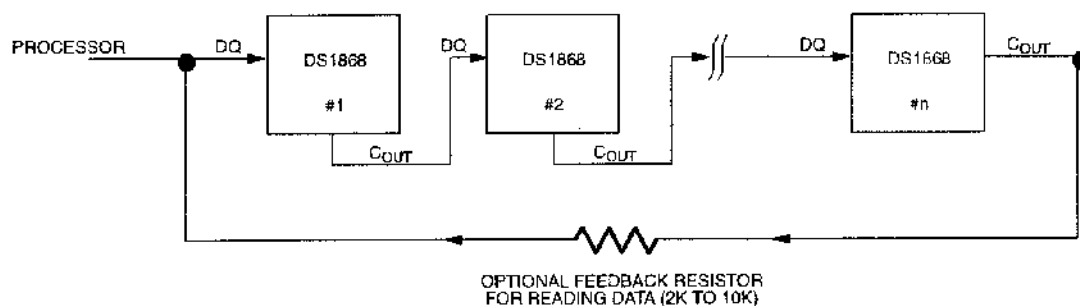 PROCESSOR
DQ
DS1868
#1
COUT
DQ
DS1868
#2
COUT
DQ
DS1868
#n
COUT
OPTIONAL FEEDBACK RESISTOR
FOR READING DATA (2K TO 10K)